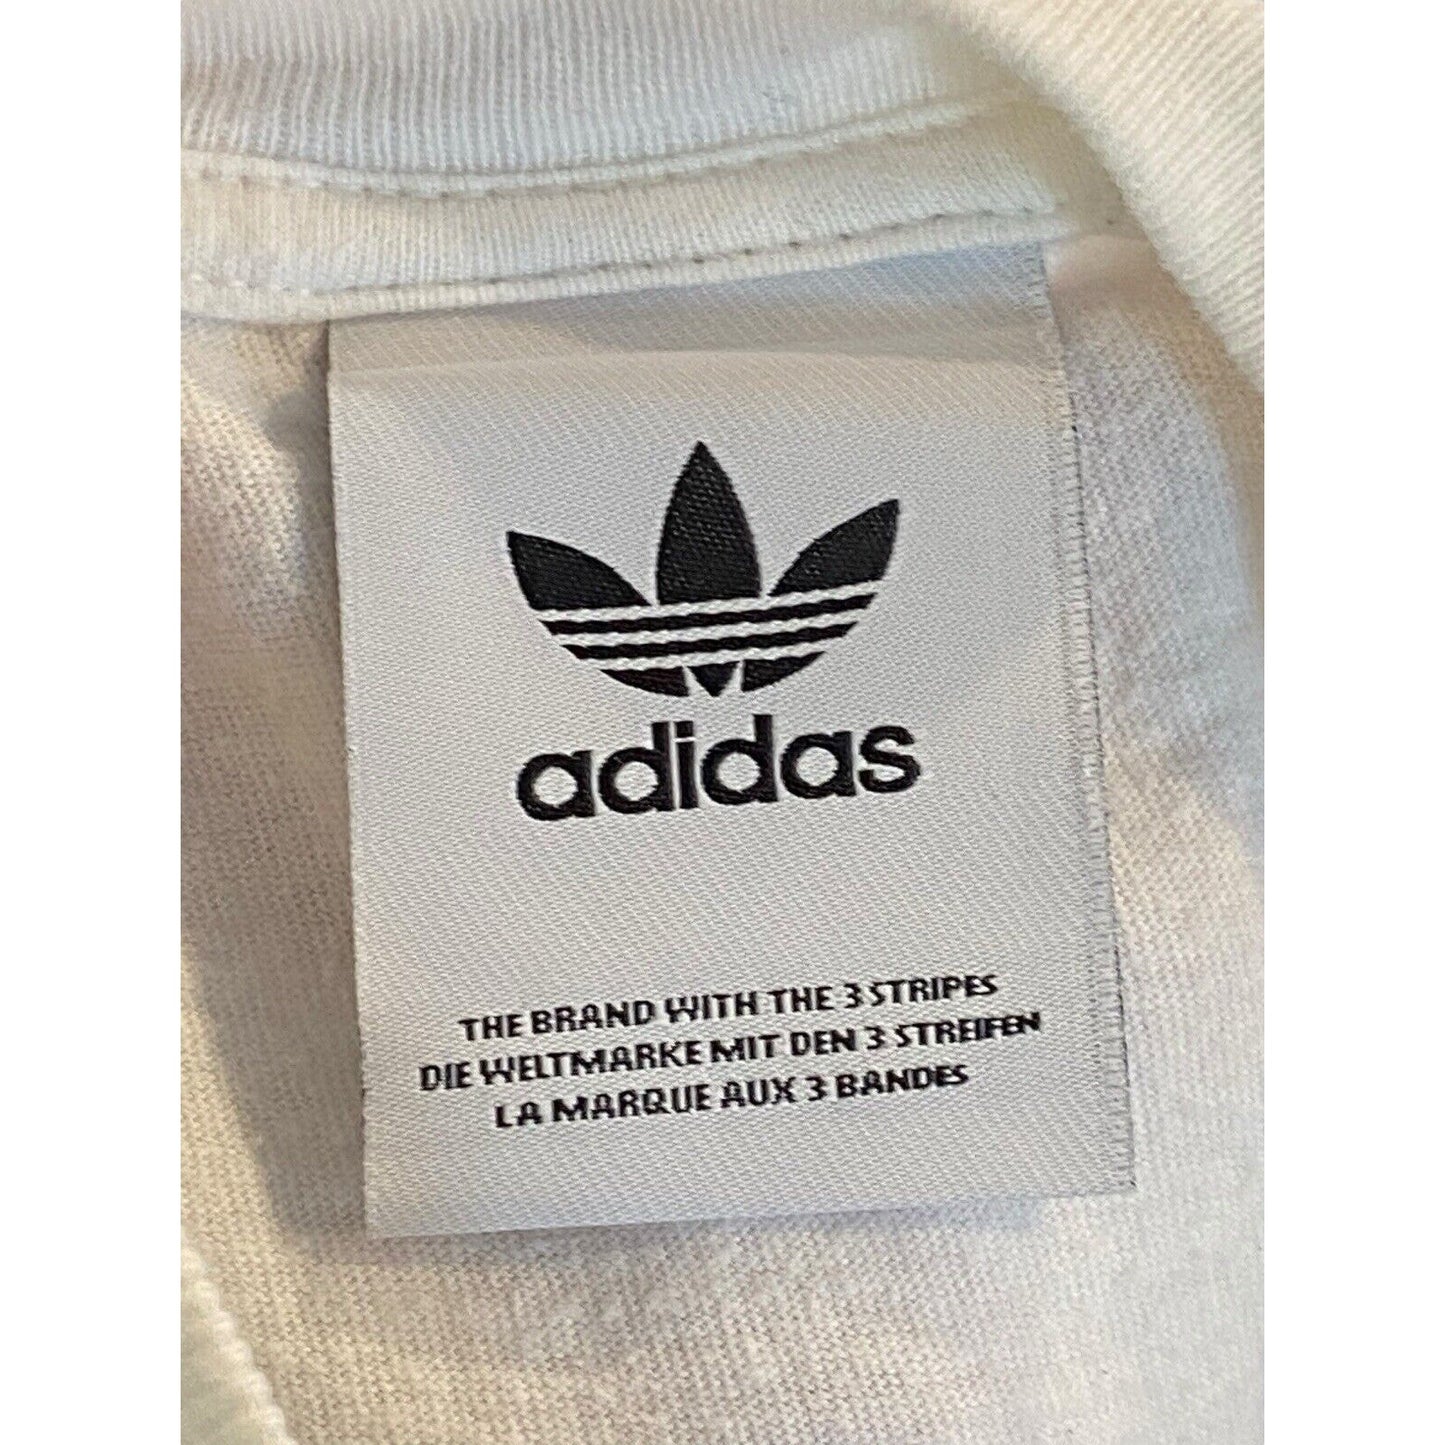 adidas
THE BRAND WITH THE 3 STRIPES
DIE WELTMARKE MIT DEN 3 STREIFEN
LA MARQUE AUX 3 BANDES